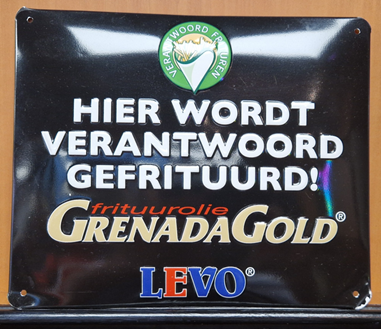 VERANTWOORD FRITUREN
HIER WORDT
VERANTWOORD
GEFRITUURD!
frituurolie
GRENADAGOLD®
LEVO®